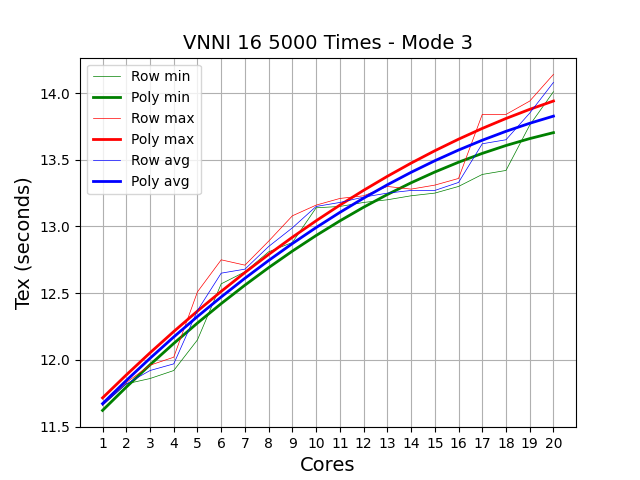 VNNI 16 5000 Times - Mode 3
Row min
Poly min
Row max
Poly max
Row avg
Poly avg
14.0
13.5
13.0
12.5
12.0
11.5
Tex (seconds)
1 2 3 4 5 6 7 8 9 10 11 12 13 14 15 16 17 18 19 20
Cores